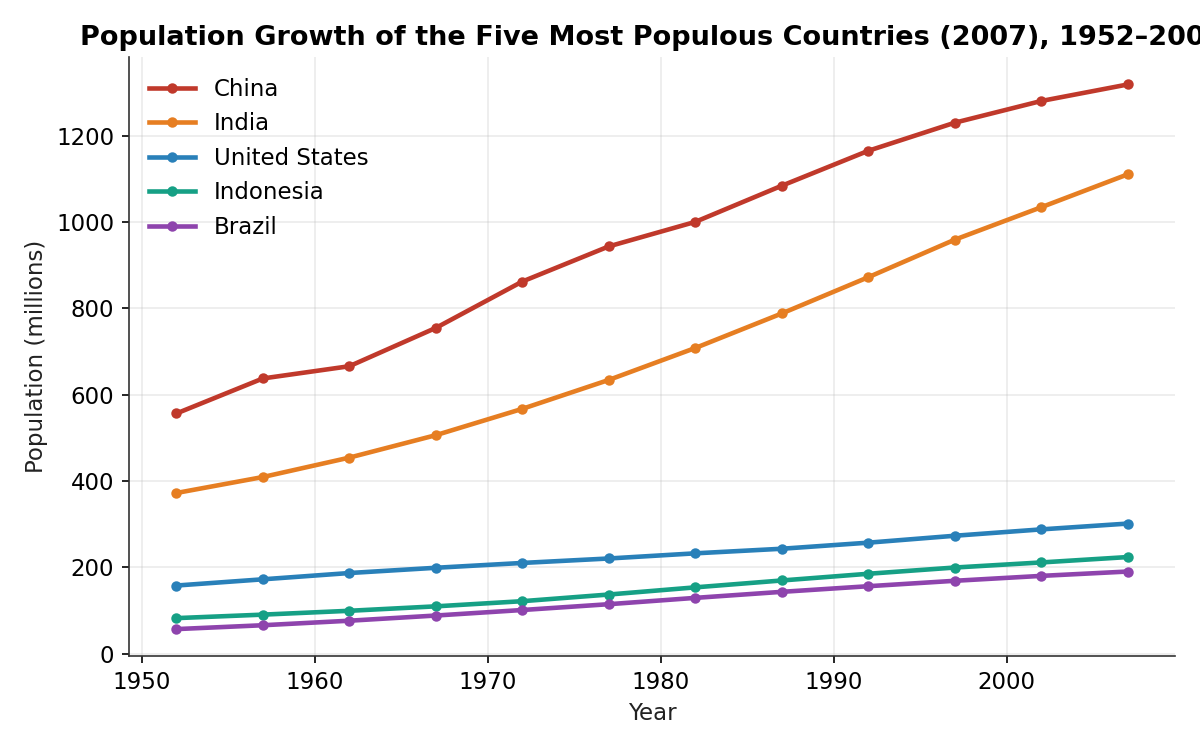 Population Growth of the Five Most Populous Countries (2007), 1952–200
China
India
United States
Indonesia
Brazil
Population (millions)
1200
1000
800
600
400
200
0
1950 1960 1970 1980 1990 2000
Year